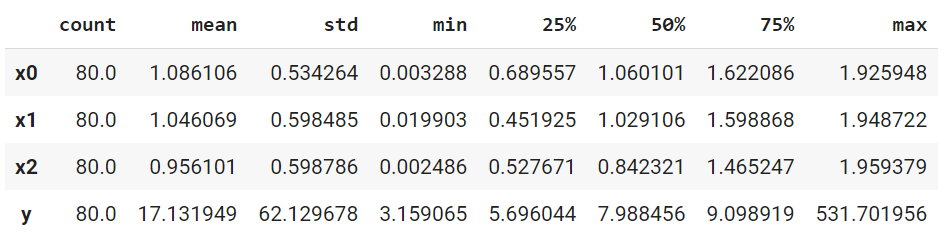 count mean std min 25% 50% 75% max
x0 80.0 1.086106 0.534264 0.003288 0.689557 1.060101 1.622086 1.925948
x1 80.0 1.046069 0.598485 0.019903 0.451925 1.029106 1.598868 1.948722
x2 80.0 0.956101 0.598786 0.002486 0.527671 0.842321 1.465247 1.959379
y 80.0 17.131949 62.129678 3.159065 5.696044 7.988456 9.098919 531.701956